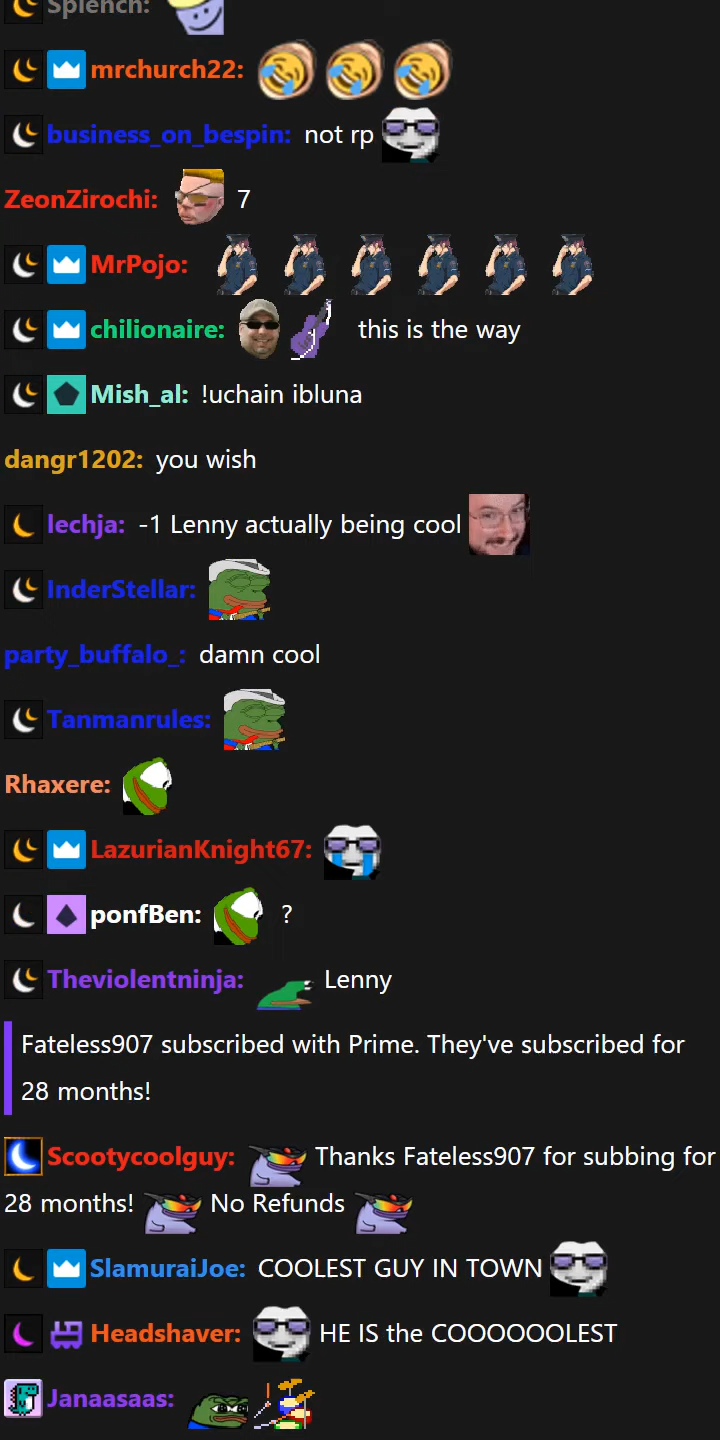 Splench:
mrchurch22:
business_on_bespin: not rp
ZeonZirochi: 7
MrPojo:
chilionaire: this is the way
Mish_al: !uchain ibluna
dangr1202: you wish
lechja: -1 Lenny actually being cool
InderStellar:
party_buffalo_: damn cool
Tanmanrules:
Rhaxere:
LazurianKnight67:
ponfBen: ?
Theviolentninja: Lenny
Fateless907 subscribed with Prime. They've subscribed for
28 months!
Scootycoolguy: Thanks Fateless907 for subbing for
28 months! No Refunds
SlamuraiJoe: COOLEST GUY IN TOWN
Headshaver: HE IS the COOOOOOLEST
Janaasaas: